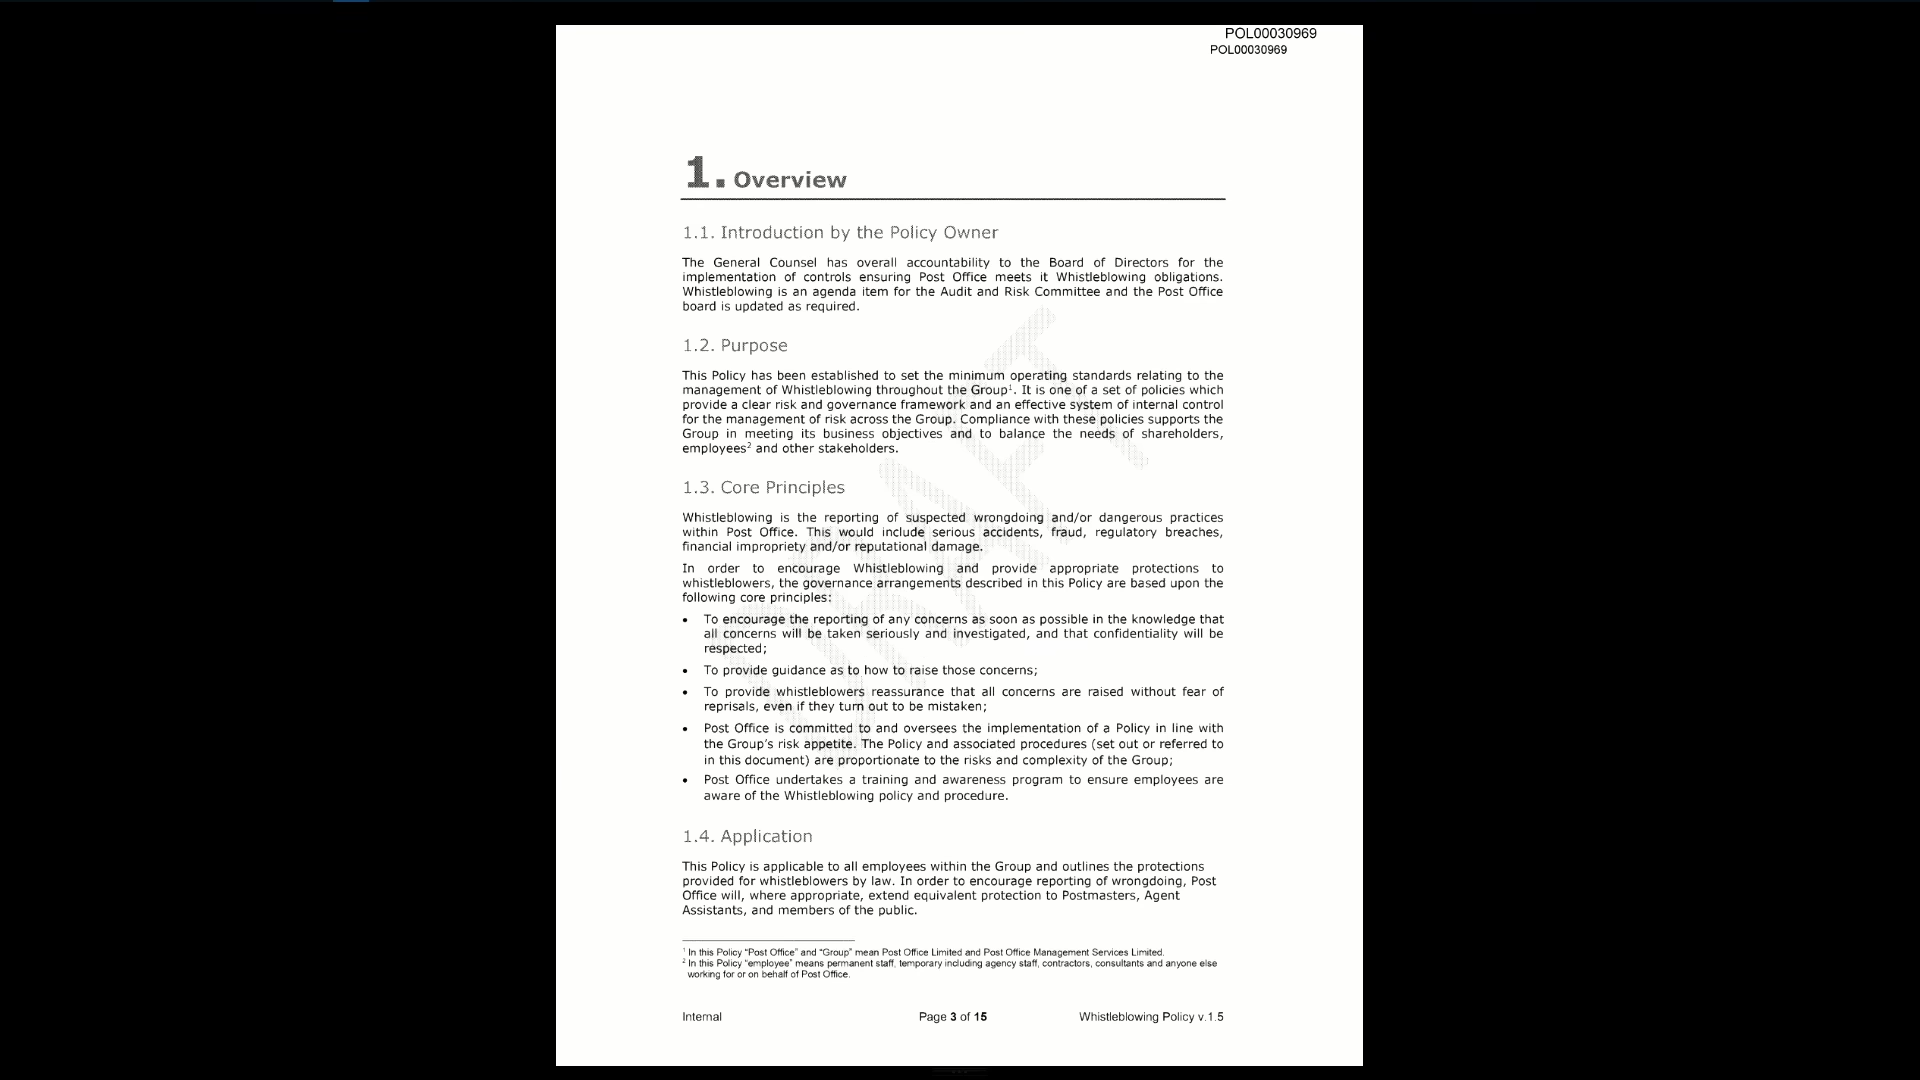 POL00030969
POL00030969
1. Overview
1.1. Introduction by the Policy Owner
The General Counsel has overall accountability to the Board of Directors for the
implementation of controls ensuring Post Office meets it Whistleblowing obligations.
Whistleblowing is an agenda item for the Audit and Risk Committee and the Post Office
board is updated as required.
1.2. Purpose
This Policy has been established to set the minimum operating standards relating to the
management of Whistleblowing throughout the Group¹. It is one of a set of policies which
provide a clear risk and governance framework and an effective system of internal control
for the management of risk across the Group. Compliance with these policies supports the
Group in meeting its business objectives and to balance the needs of shareholders,
employees² and other stakeholders.
1.3. Core Principles
Whistleblowing is the reporting of suspected wrongdoing and/or dangerous practices
within Post Office. This would include serious accidents, fraud, regulatory breaches,
financial impropriety and/or reputational damage.
In order to encourage Whistleblowing and provide appropriate protections to
whistleblowers, the governance arrangements described in this Policy are based upon the
following core principles:
• To encourage the reporting of any concerns as soon as possible in the knowledge that
all concerns will be taken seriously and investigated, and that confidentiality will be
respected;
• To provide guidance as to how to raise those concerns;
• To provide whistleblowers reassurance that all concerns are raised without fear of
reprisals, even if they turn out to be mistaken;
• Post Office is committed to and oversees the implementation of a Policy in line with
the Group's risk appetite. The Policy and associated procedures (set out or referred to
in this document) are proportionate to the risks and complexity of the Group;
• Post Office undertakes a training and awareness program to ensure employees are
aware of the Whistleblowing policy and procedure.
1.4. Application
This Policy is applicable to all employees within the Group and outlines the protections
provided for whistleblowers by law. In order to encourage reporting of wrongdoing, Post
Office will, where appropriate, extend equivalent protection to Postmasters, Agent
Assistants, and members of the public.
¹ In this Policy "Post Office" and "Group" mean Post Office Limited and Post Office Management Services Limited.
² In this Policy "employee" means permanent staff, temporary including agency staff, contractors, consultants and anyone else
working for or on behalf of Post Office.
Internal Page 3 of 15 Whistleblowing Policy v.1.5
DRAFT